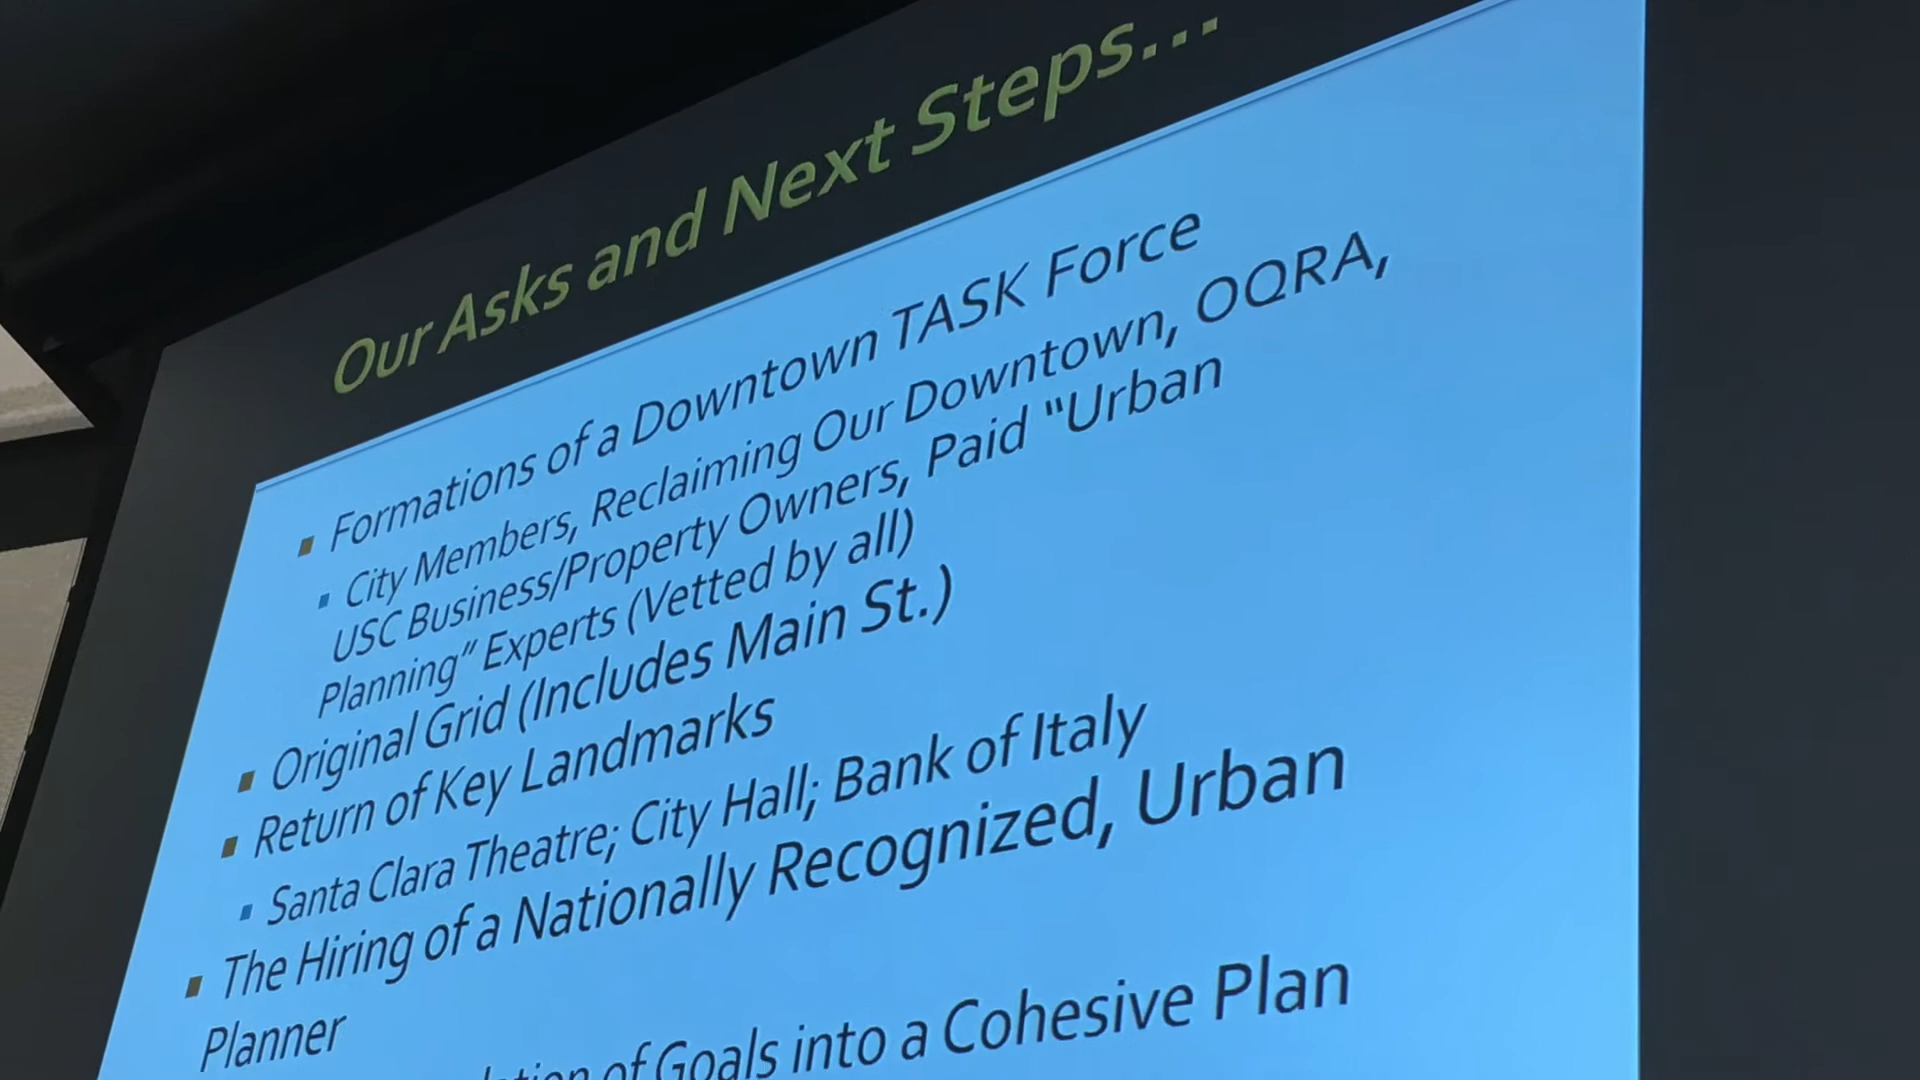 Our Asks and Next Steps...
Formations of a Downtown TASK Force
City Members, Reclaiming Our Downtown, OQRA,
USC Business/Property Owners, Paid "Urban
Planning" Experts (Vetted by all)
Original Grid (Includes Main St.)
Return of Key Landmarks
Santa Clara Theatre; City Hall; Bank of Italy
The Hiring of a Nationally Recognized, Urban
Planner
of Goals into a Cohesive Plan